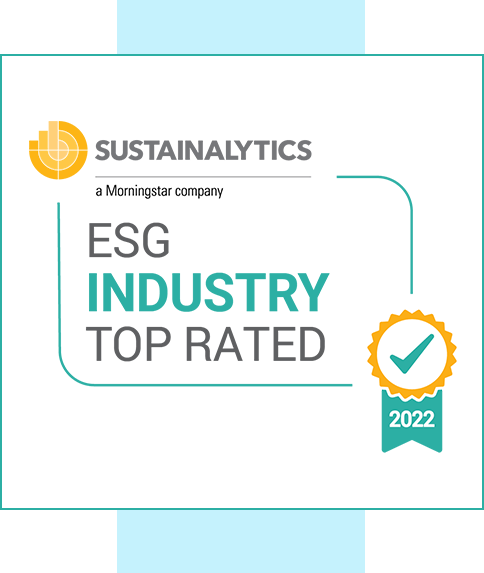 SUSTAINALYTICS
a Morningstar company
ESG
INDUSTRY
TOP RATED
2022